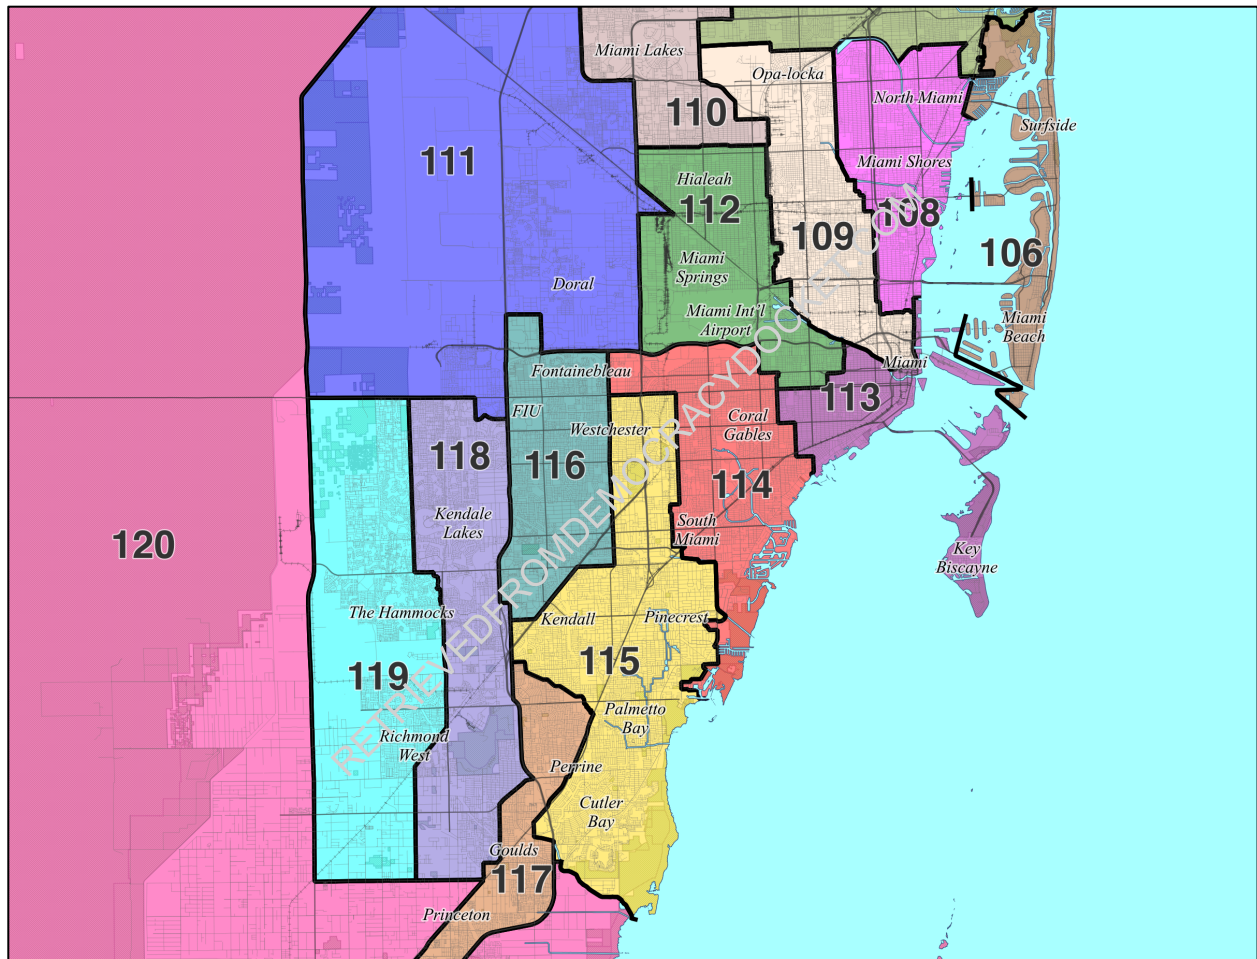 Miami Lakes
Opa-locka
110
North Miami
Surfside
111
Miami Shores
Hialeah
112
108
109
106
Miami
Springs
Doral
Miami Int'l
Airport
Miami
Beach
Fontainebleau
Miami
113
FIU
Westchester
Coral
Gables
118
116
114
Kendale
Lakes
South
Miami
120
Key
Biscayne
The Hammocks
Kendall
Pinecrest
115
119
Palmetto
Bay
Richmond
West
Perrine
Cutler
Bay
Goulds
117
Princeton
RETRIEVEDFROMDEMOCRACYDOCKET.COM